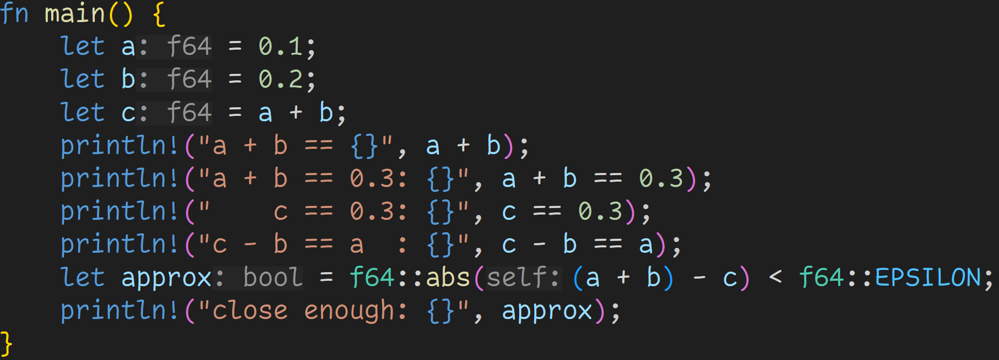 fn main() {
    let a: f64 = 0.1;
    let b: f64 = 0.2;
    let c: f64 = a + b;
    println!("a + b == {}", a + b);
    println!("a + b == 0.3: {}", a + b == 0.3);
    println!("    c == 0.3: {}", c == 0.3);
    println!("c - b == a  : {}", c - b == a);
    let approx: bool = f64::abs(self: (a + b) - c) < f64::EPSILON;
    println!("close enough: {}", approx);
}